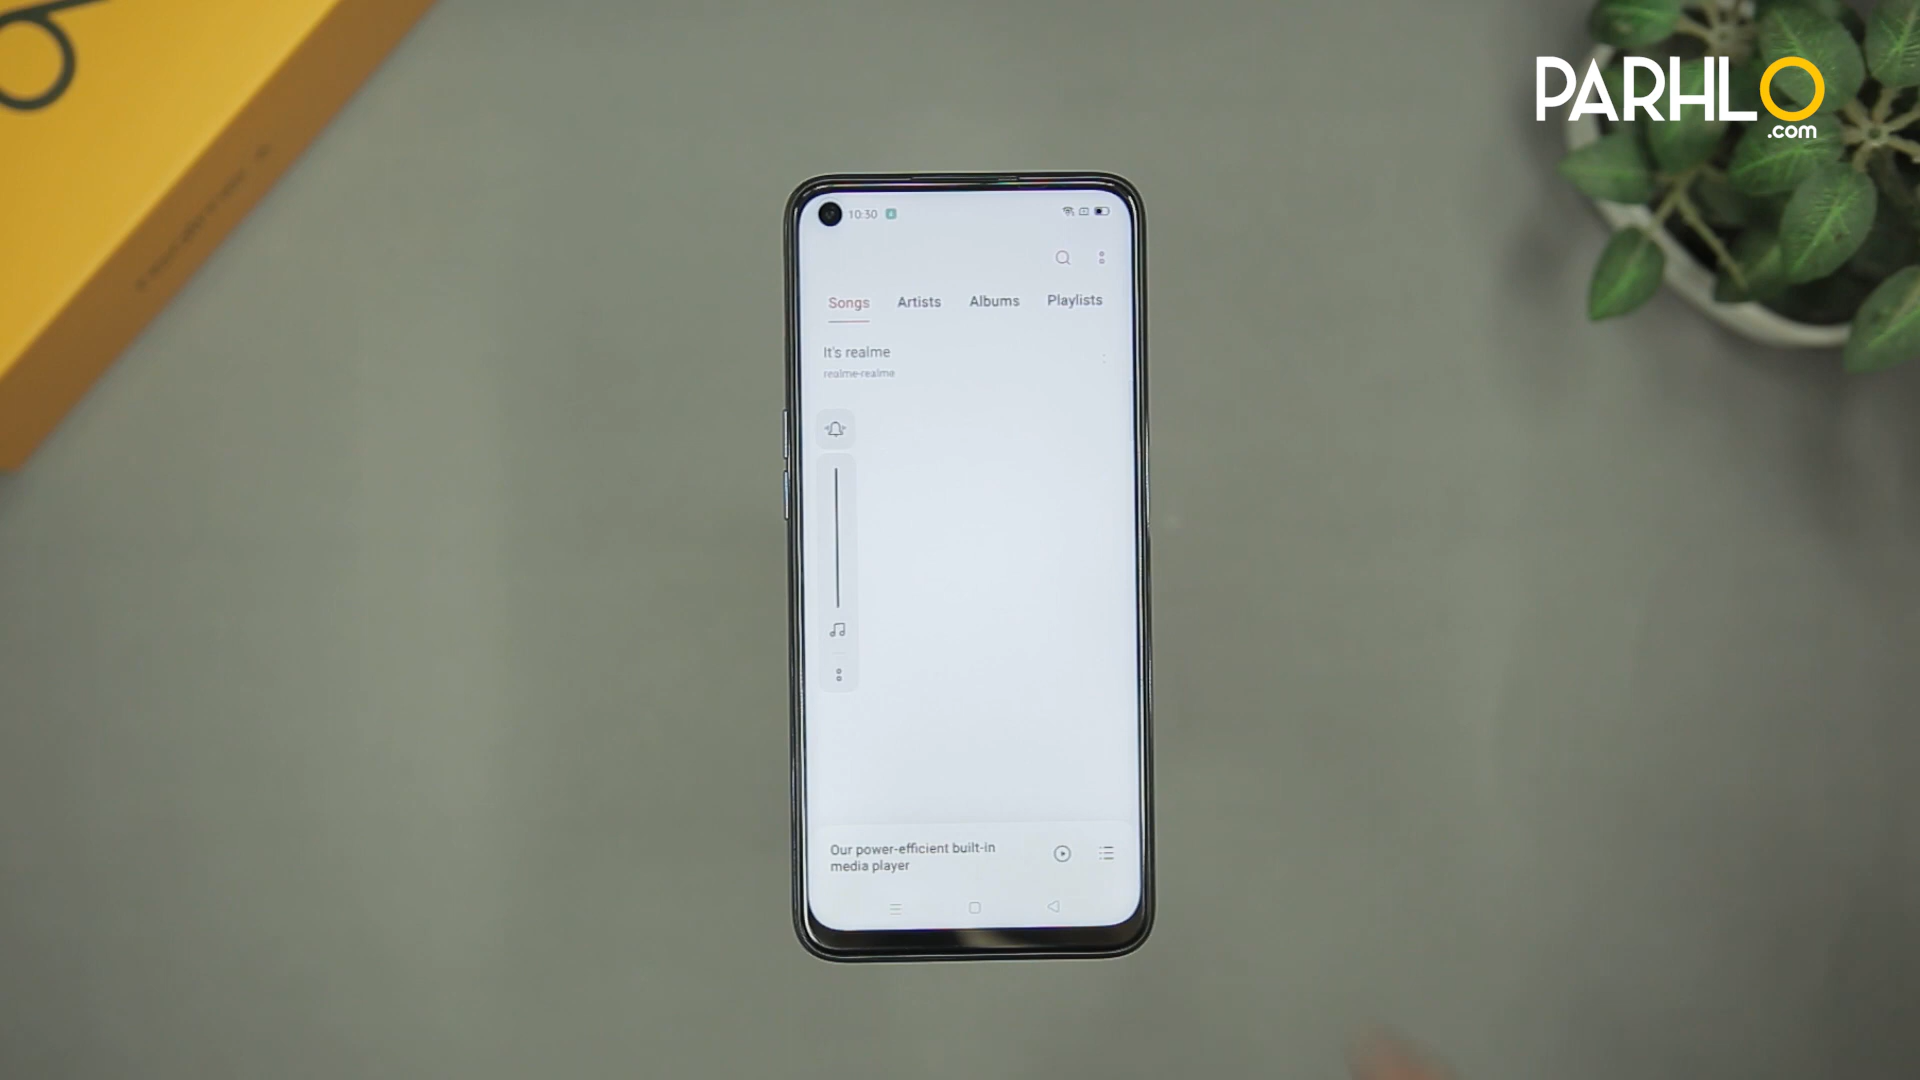 PARHLO
.com
10:30
Songs Artists Albums Playlists
It's realme
realme-realme
Our power-efficient built-in
media player